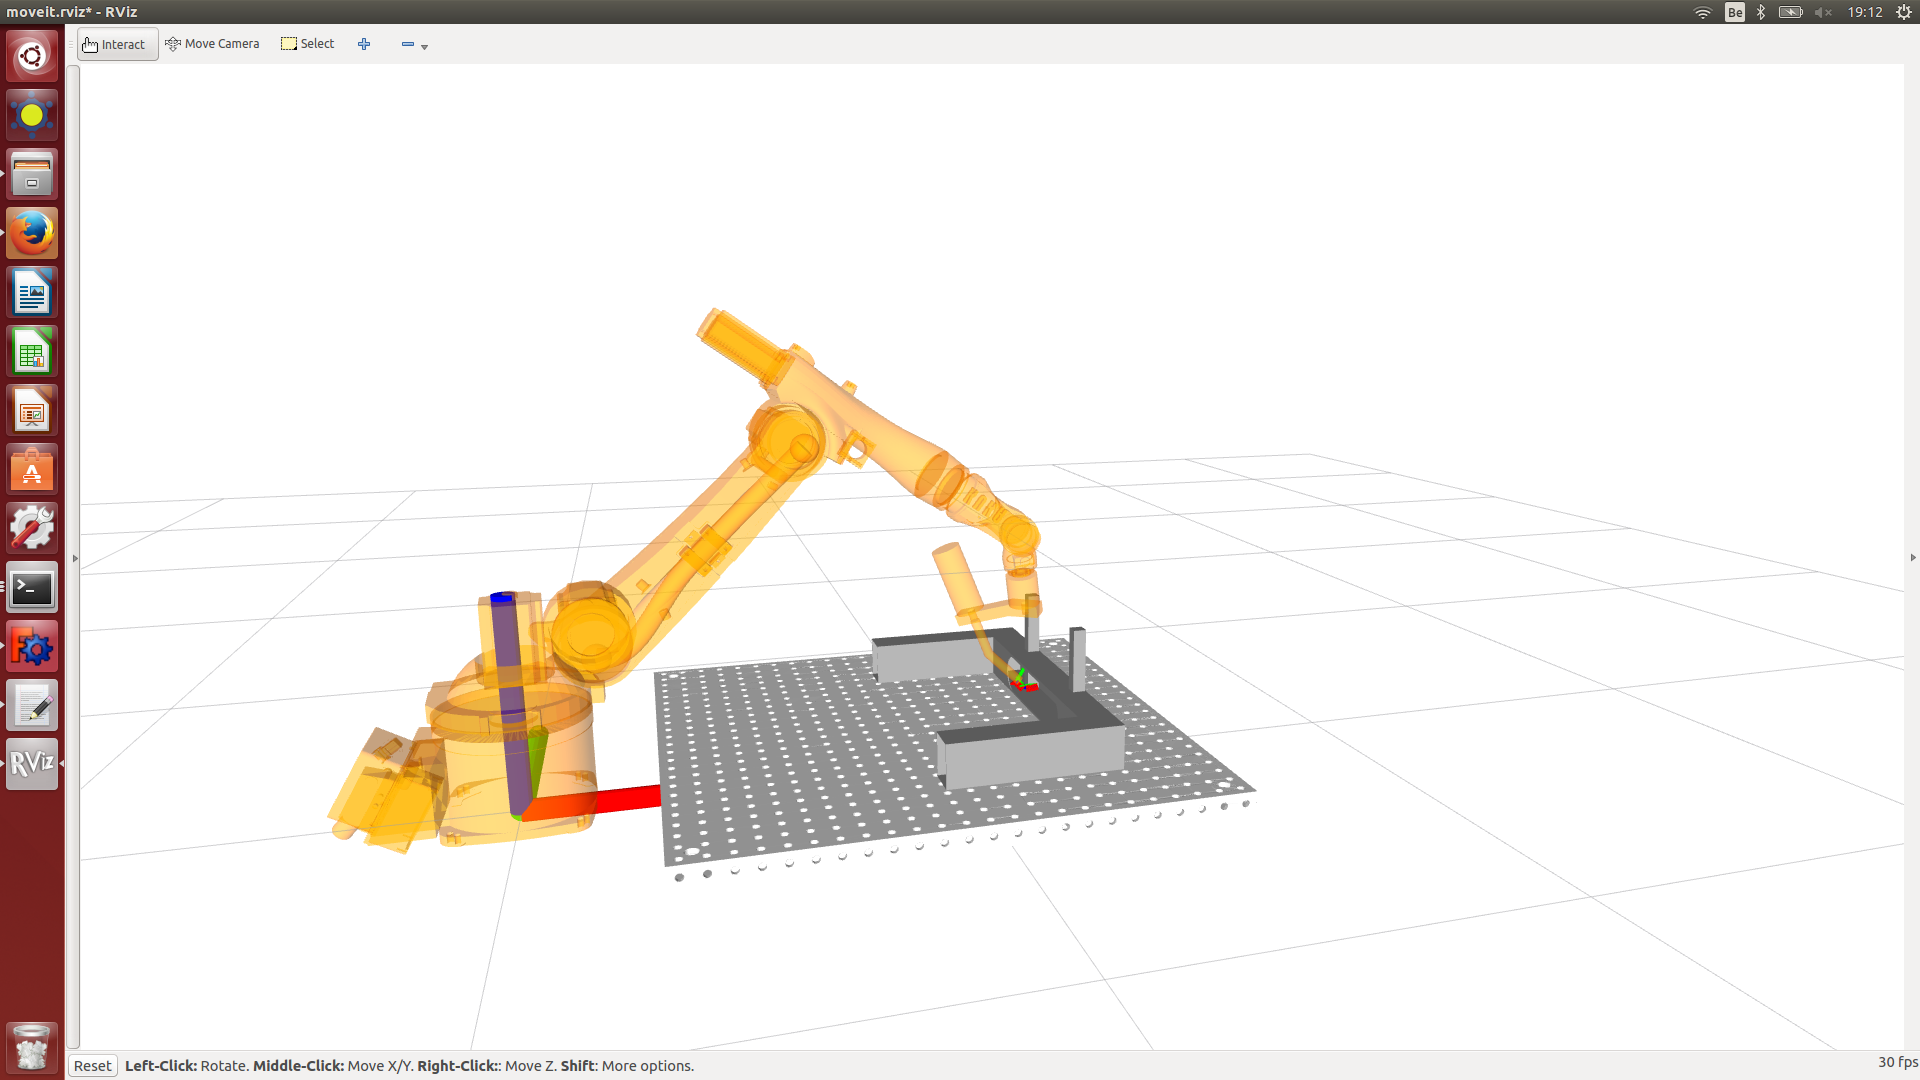 moveit.rviz* - RViz
Be
19:12
Interact
Move Camera
Select
RViz
Reset
Left-Click: Rotate. Middle-Click: Move X/Y. Right-Click:: Move Z. Shift: More options.
30 fps